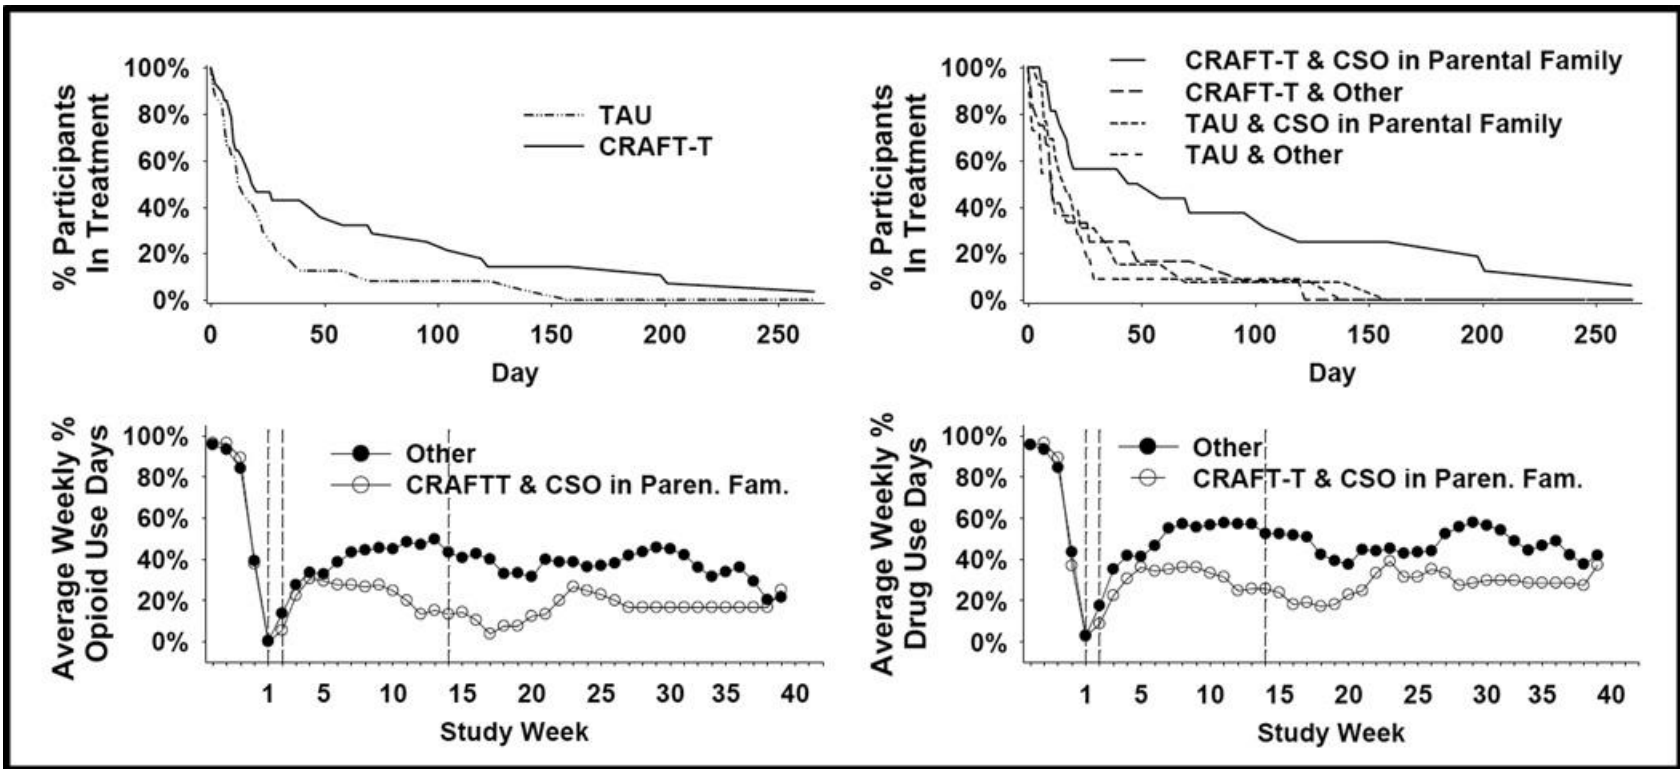 % Participants
In Treatment
100%
80%
60%
40%
20%
0%
TAU
CRAFT-T
0 50 100 150 200 250
Day
% Participants
In Treatment
100%
80%
60%
40%
20%
0%
CRAFT-T & CSO in Parental Family
CRAFT-T & Other
TAU & CSO in Parental Family
TAU & Other
0 50 100 150 200 250
Day
Average Weekly %
Opioid Use Days
100%
80%
60%
40%
20%
0%
Other
CRAFTT & CSO in Paren. Fam.
1 5 10 15 20 25 30 35 40
Study Week
Average Weekly %
Drug Use Days
100%
80%
60%
40%
20%
0%
Other
CRAFT-T & CSO in Paren. Fam.
1 5 10 15 20 25 30 35 40
Study Week